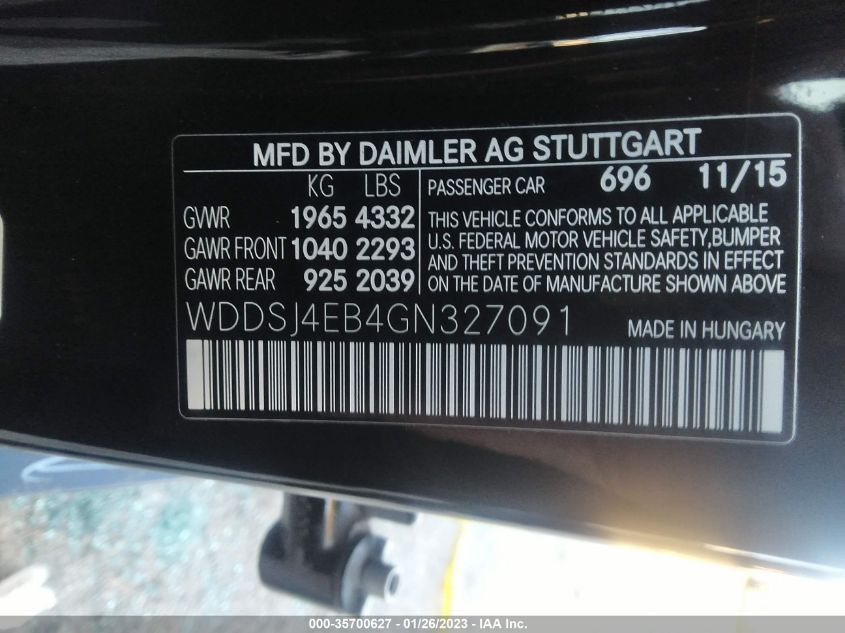 MFD BY DAIMLER AG STUTTGART
KG LBS
GVWR 1965 4332
GAWR FRONT 1040 2293
GAWR REAR 925 2039
PASSENGER CAR 696 11/15
THIS VEHICLE CONFORMS TO ALL APPLICABLE
U.S. FEDERAL MOTOR VEHICLE SAFETY,BUMPER
AND THEFT PREVENTION STANDARDS IN EFFECT
ON THE DATE OF MANUFACTURE SHOWN ABOVE
WDDSJ4EB4GN327091 MADE IN HUNGARY
000-35700627 - 01/26/2023 - IAA Inc.